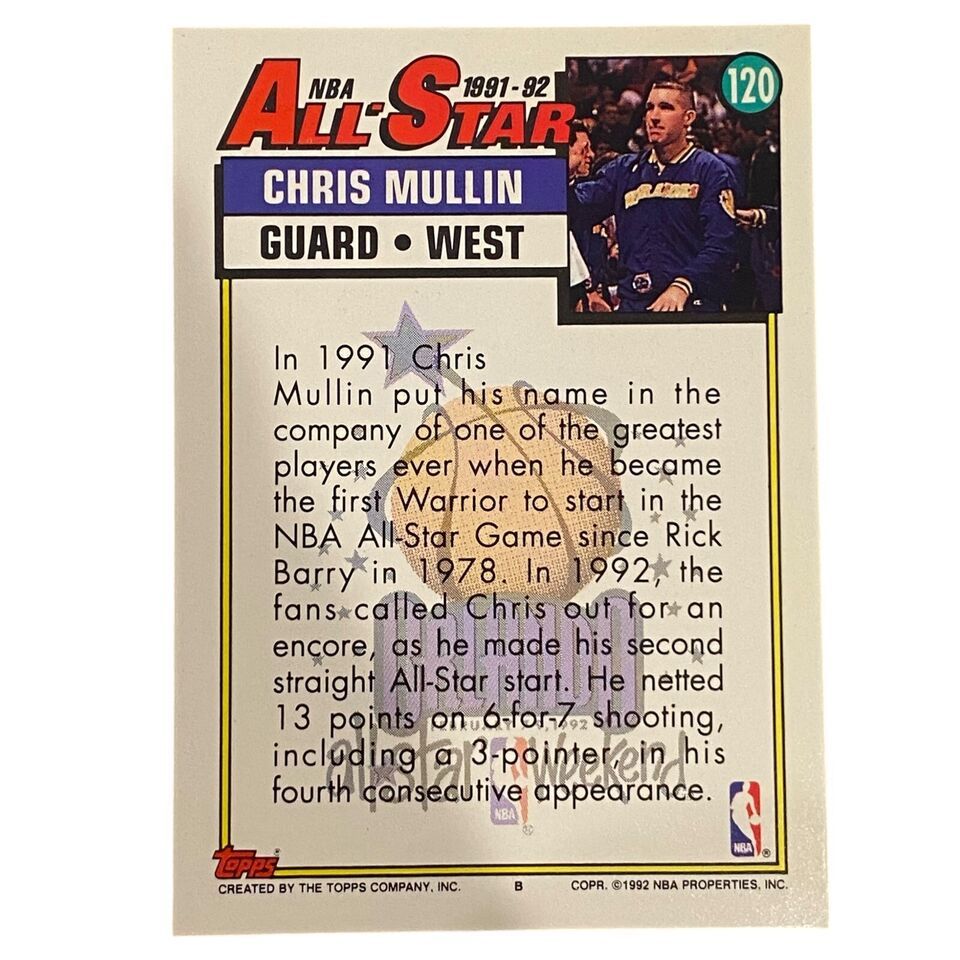 NBA 1991-92
ALL-STAR
120
CHRIS MULLIN
GUARD • WEST
WARRIORS
In 1991 Chris
Mullin put his name in the
company of one of the greatest
players ever when he became
the first Warrior to start in the
NBA All-Star Game since Rick
Barry in 1978. In 1992, the
fans called Chris out for an
encore, as he made his second
straight All-Star start. He netted
13 points on 6-for-7 shooting,
including a 3-pointer, in his
fourth consecutive appearance.
ORLANDO
all-star weekend
NBA
NBA ®
TOPPS ®
CREATED BY THE TOPPS COMPANY, INC. B COPR. ©1992 NBA PROPERTIES, INC.